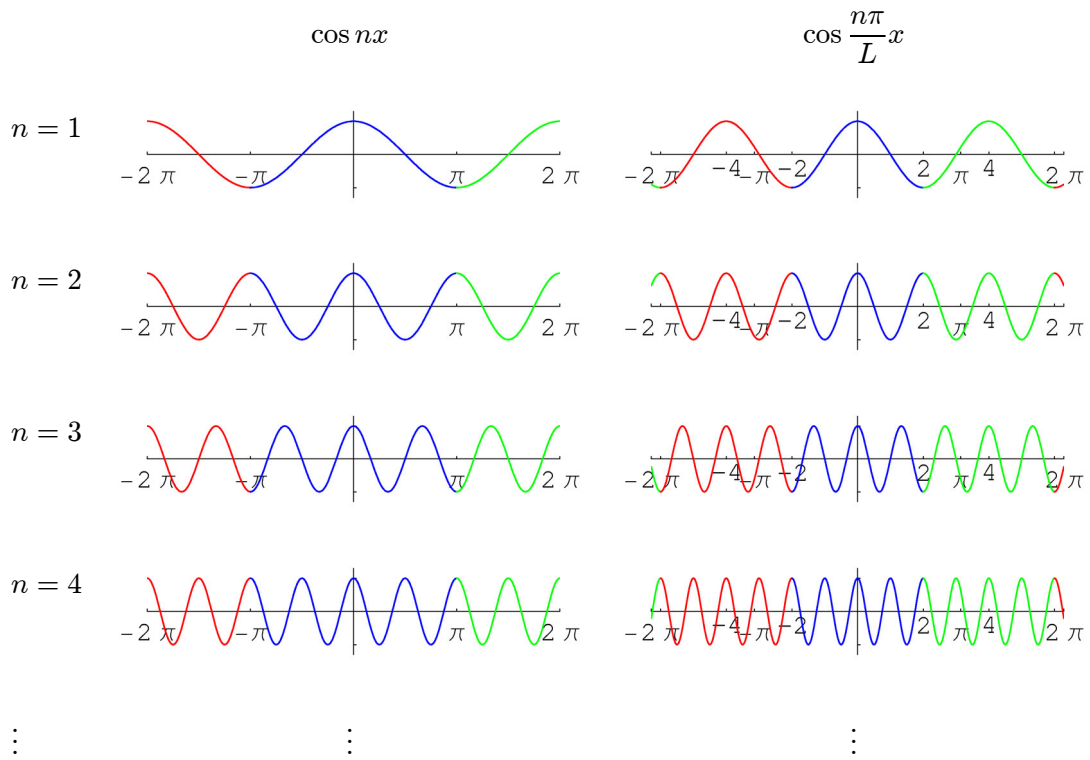 cos nx    cos nπ/L x
n = 1
−2 π −π π 2 π    −2 π −4 −π −2 2 π 4 2 π
n = 2
−2 π −π π 2 π    −2 π −4 −π −2 2 π 4 2 π
n = 3
−2 π −π π 2 π    −2 π −4 −π −2 2 π 4 2 π
n = 4
−2 π −π π 2 π    −2 π −4 −π −2 2 π 4 2 π
⋮    ⋮    ⋮